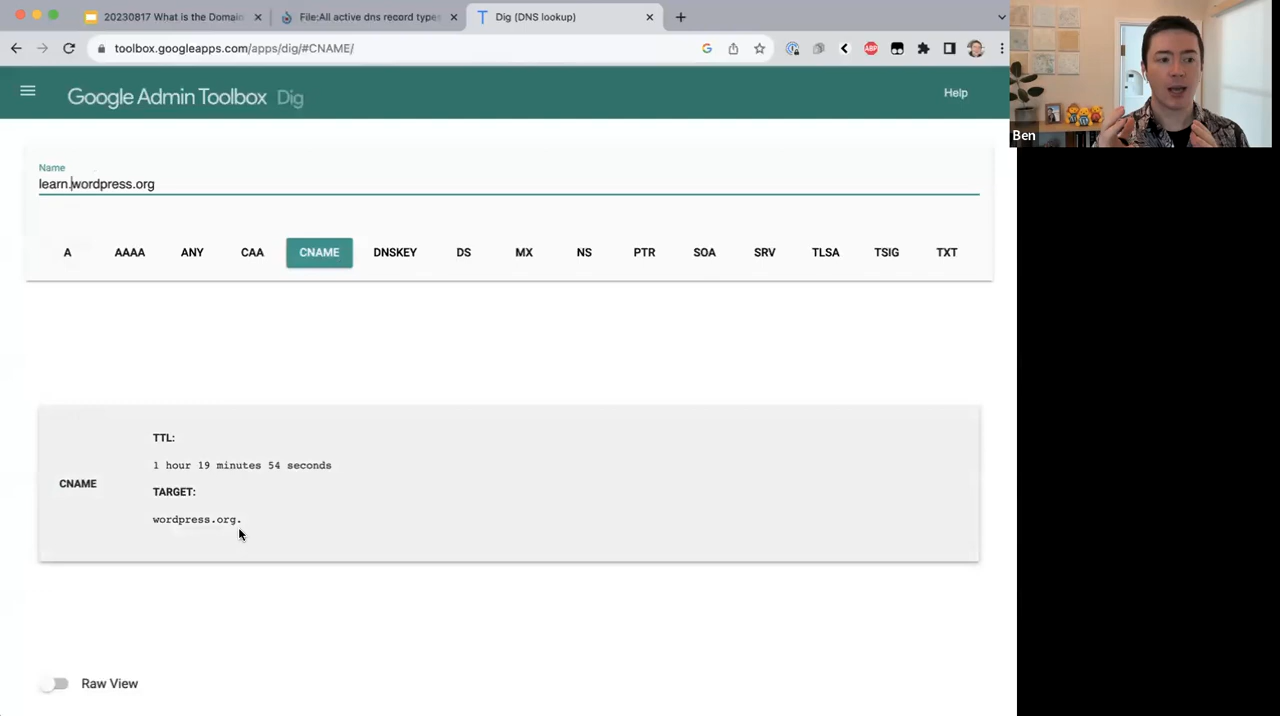 20230817 What is the Domain
File:All active dns record types
Dig (DNS lookup)
toolbox.googleapps.com/apps/dig/#CNAME/
Google Admin Toolbox Dig
Help
Ben
Name
learn.wordpress.org
A AAAA ANY CAA CNAME DNSKEY DS MX NS PTR SOA SRV TLSA TSIG TXT
TTL:
1 hour 19 minutes 54 seconds
CNAME
TARGET:
wordpress.org.
Raw View